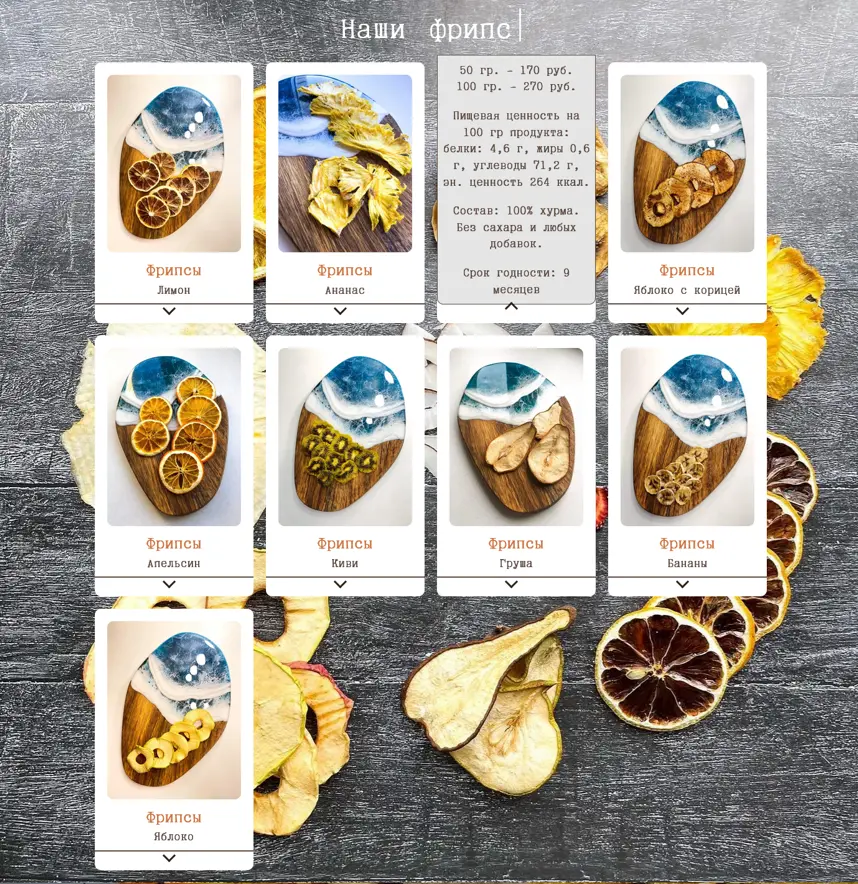 Наши фрипс
Фрипсы
Лимон
Фрипсы
Ананас
50 гр. - 170 руб.
100 гр. - 270 руб.
Пищевая ценность на
100 гр продукта:
белки: 4,6 г, жиры 0,6
г, углеводы 71,2 г,
эн. ценность 264 ккал.
Состав: 100% хурма.
Без сахара и любых
добавок.
Срок годности: 9
месяцев
Фрипсы
Яблоко с корицей
Фрипсы
Апельсин
Фрипсы
Киви
Фрипсы
Груша
Фрипсы
Бананы
Фрипсы
Яблоко